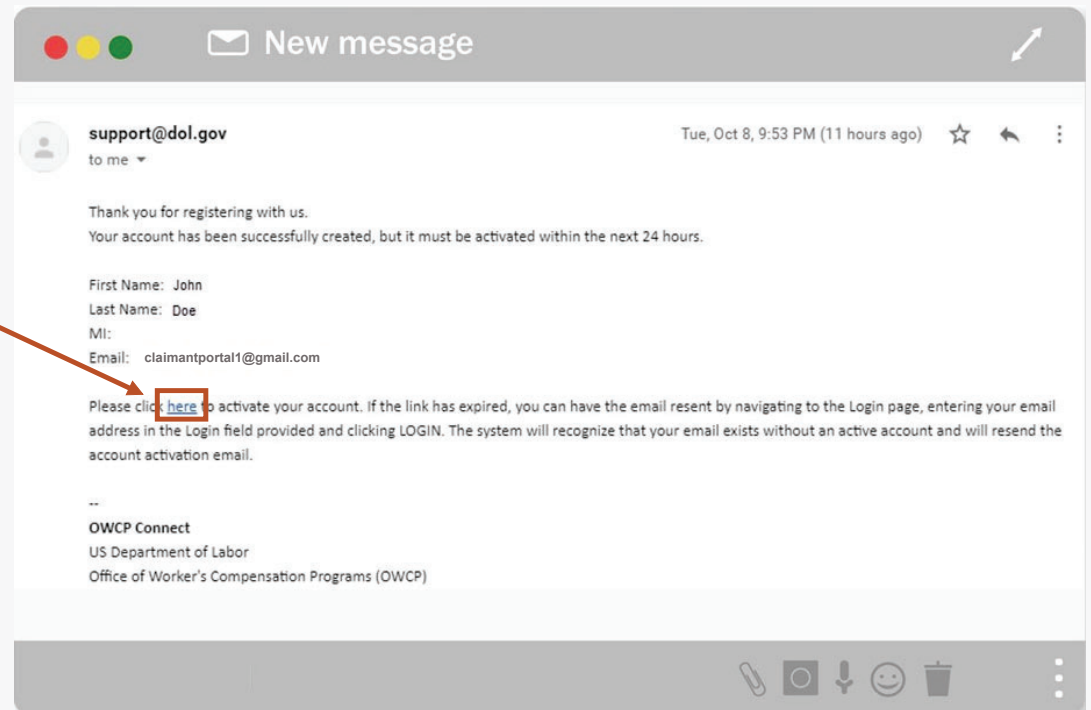 New message
support@dol.gov
Tue, Oct 8, 9:53 PM (11 hours ago)
to me
Thank you for registering with us.
Your account has been successfully created, but it must be activated within the next 24 hours.
First Name: John
Last Name: Doe
MI:
Email: claimantportal1@gmail.com
Please click here to activate your account. If the link has expired, you can have the email resent by navigating to the Login page, entering your email
address in the Login field provided and clicking LOGIN. The system will recognize that your email exists without an active account and will resend the
account activation email.
--
OWCP Connect
US Department of Labor
Office of Worker's Compensation Programs (OWCP)